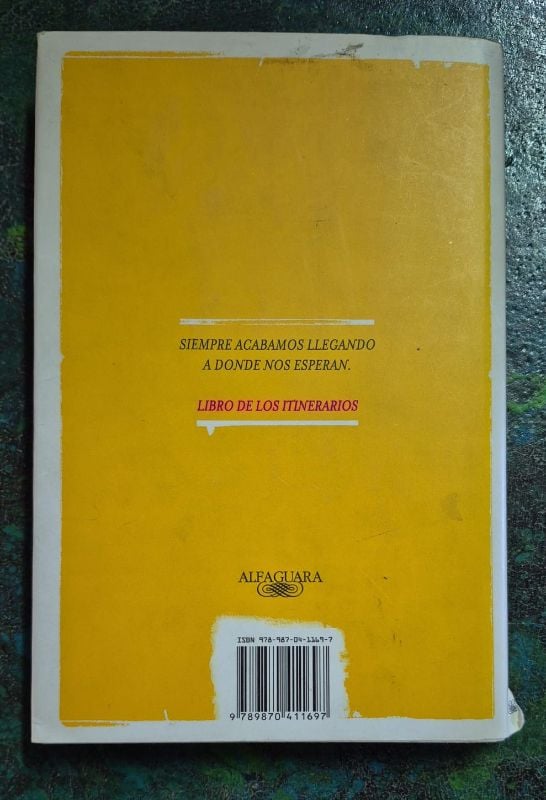 SIEMPRE ACABAMOS LLEGANDO
A DONDE NOS ESPERAN.
LIBRO DE LOS ITINERARIOS
ALFAGUARA
ISBN 978-987-04-1169-7
9 789870 411697